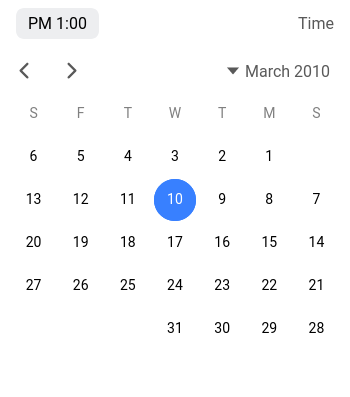 PM 1:00 Time
March 2010
S F T W T M S
6 5 4 3 2 1
13 12 11 10 9 8 7
20 19 18 17 16 15 14
27 26 25 24 23 22 21
31 30 29 28